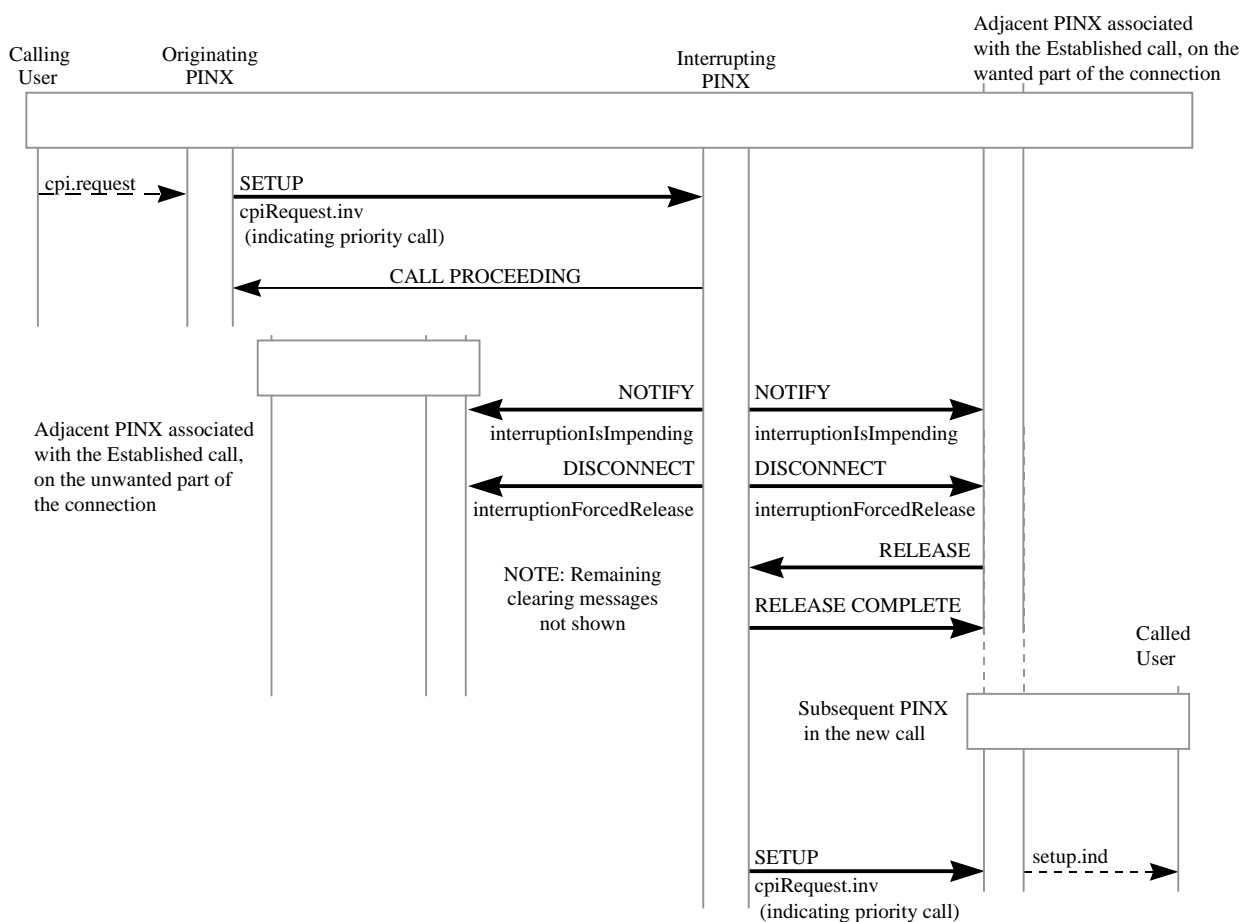 Adjacent PINX associated
with the Established call, on the
wanted part of the connection
Calling
User
Originating
PINX
Interrupting
PINX
cpi.request
SETUP
cpiRequest.inv
(indicating priority call)
CALL PROCEEDING
NOTIFY
NOTIFY
interruptionIsImpending
interruptionIsImpending
Adjacent PINX associated
with the Established call,
on the unwanted part of
the connection
DISCONNECT
DISCONNECT
interruptionForcedRelease
interruptionForcedRelease
RELEASE
NOTE: Remaining
clearing messages
not shown
RELEASE COMPLETE
Called
User
Subsequent PINX
in the new call
SETUP
cpiRequest.inv
(indicating priority call)
setup.ind